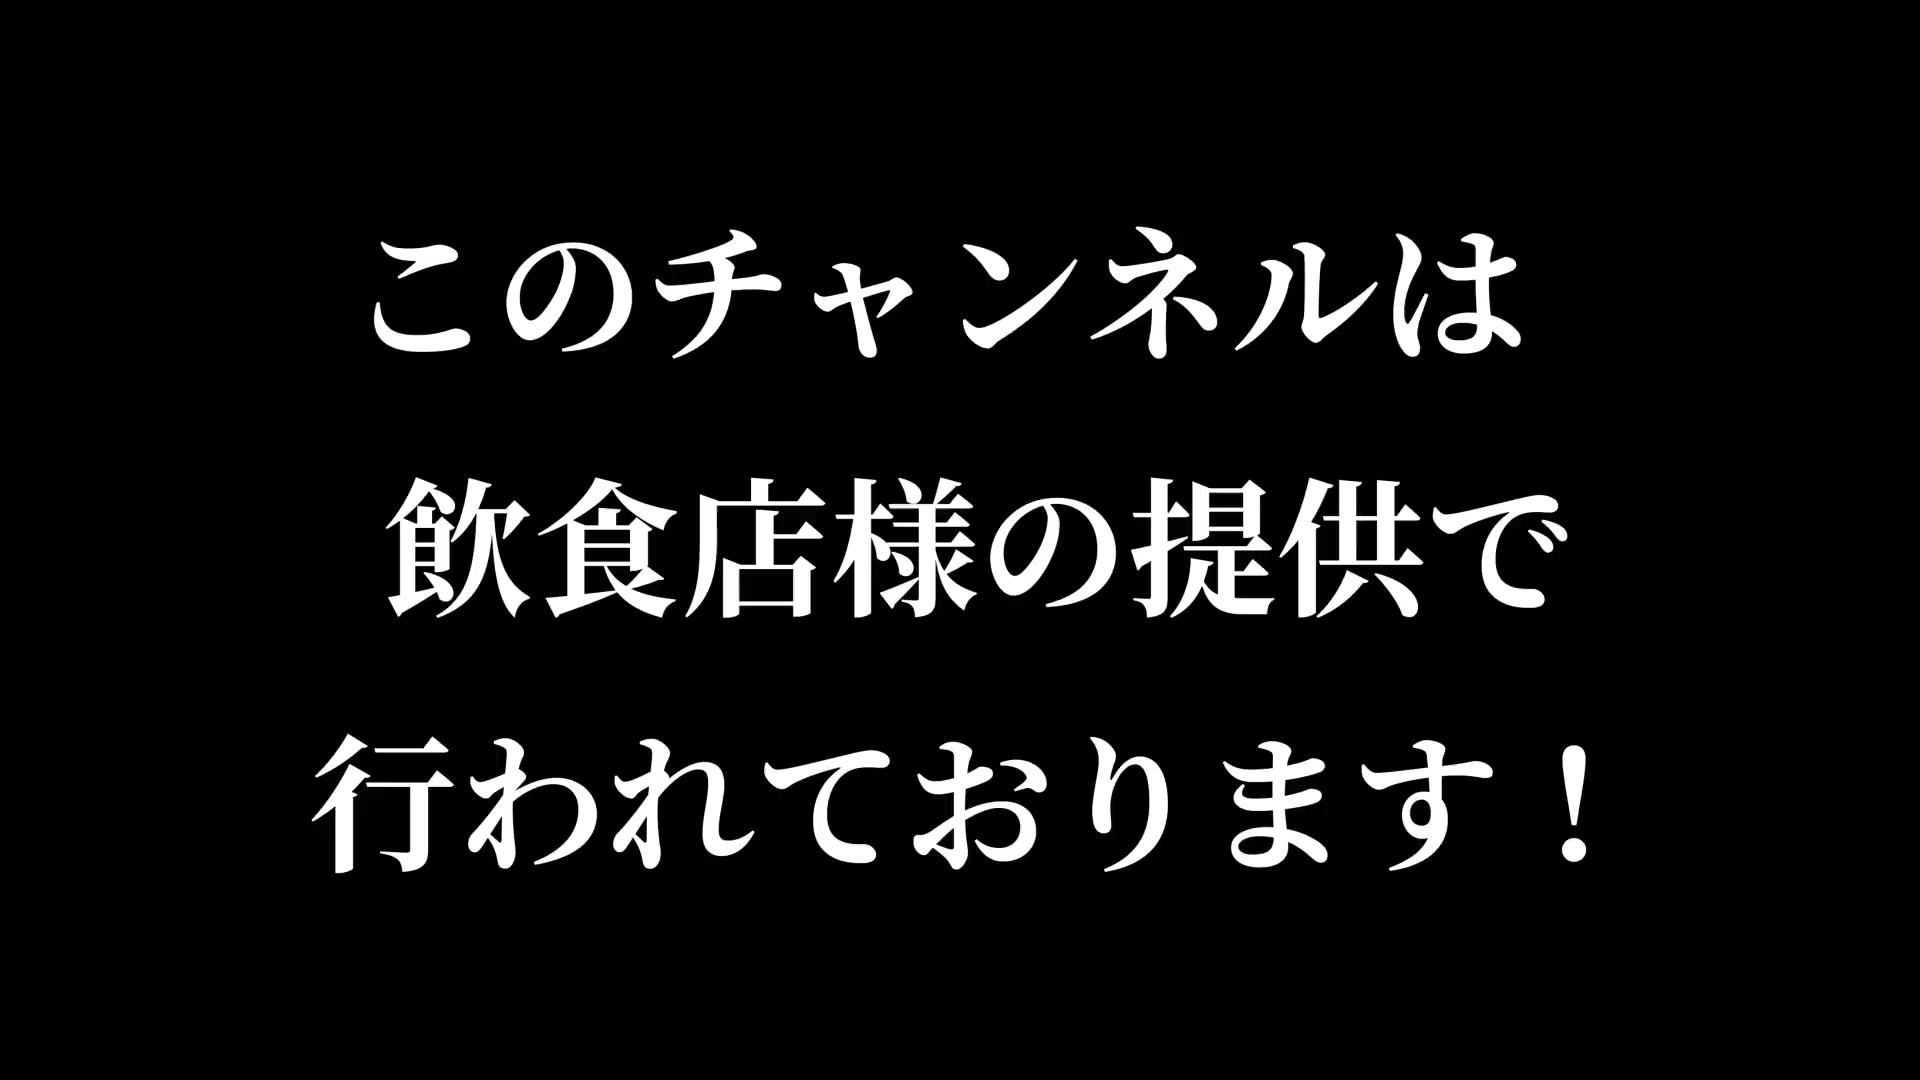 このチャンネルは
飲食店様の提供で
行われております！